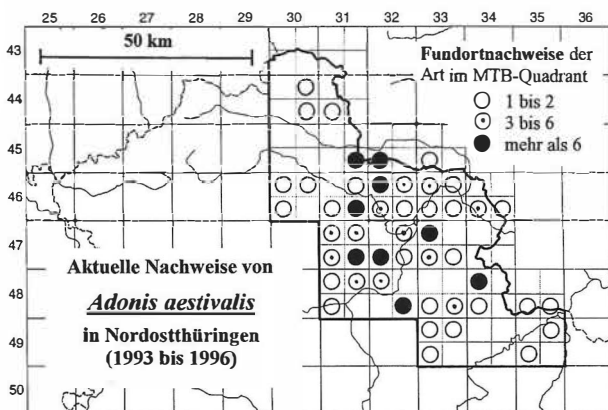 25 26 27 28 29 30 31 32 33 34 35 36
43
44
45
46
47
48
49
50
50 km
Fundortnachweise der
Art im MTB-Quadrant
1 bis 2
3 bis 6
mehr als 6
Aktuelle Nachweise von
Adonis aestivalis
in Nordostthüringen
(1993 bis 1996)